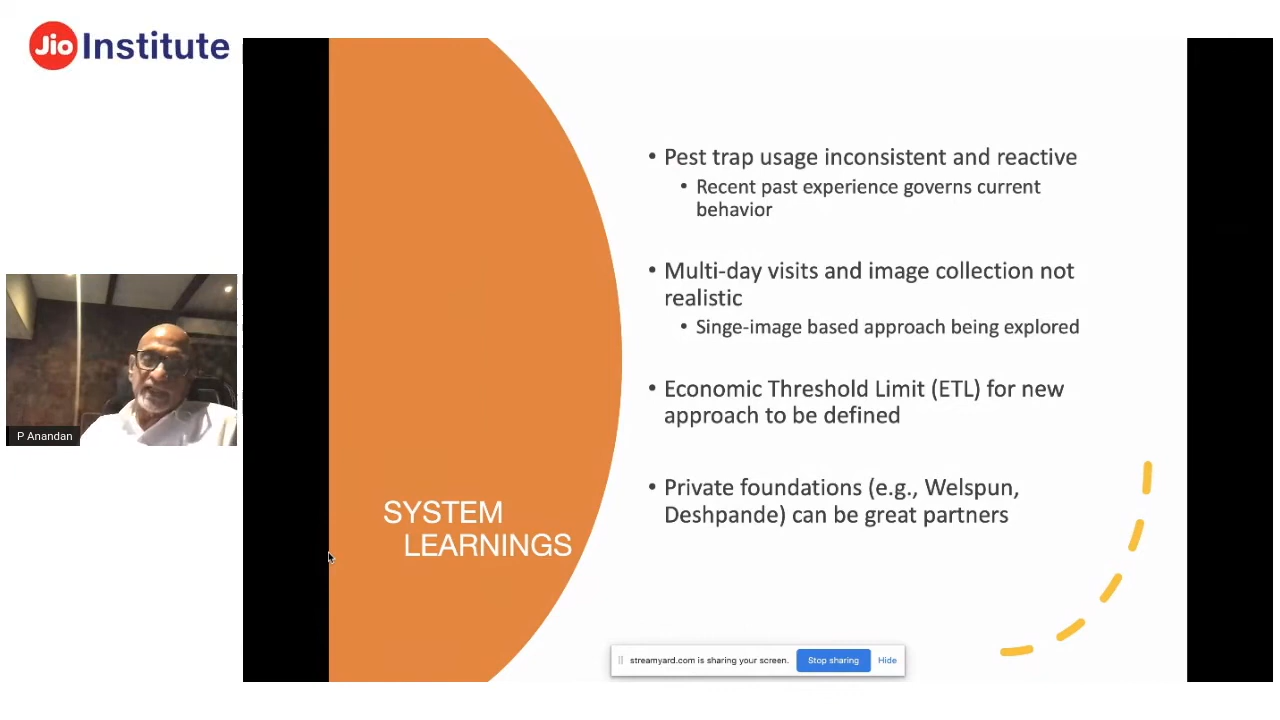 Jio Institute
• Pest trap usage inconsistent and reactive
• Recent past experience governs current
behavior
• Multi-day visits and image collection not
realistic
• Singe-image based approach being explored
• Economic Threshold Limit (ETL) for new
approach to be defined
• Private foundations (e.g., Welspun,
Deshpande) can be great partners
SYSTEM
LEARNINGS
P Anandan
streamyard.com is sharing your screen. Stop sharing Hide